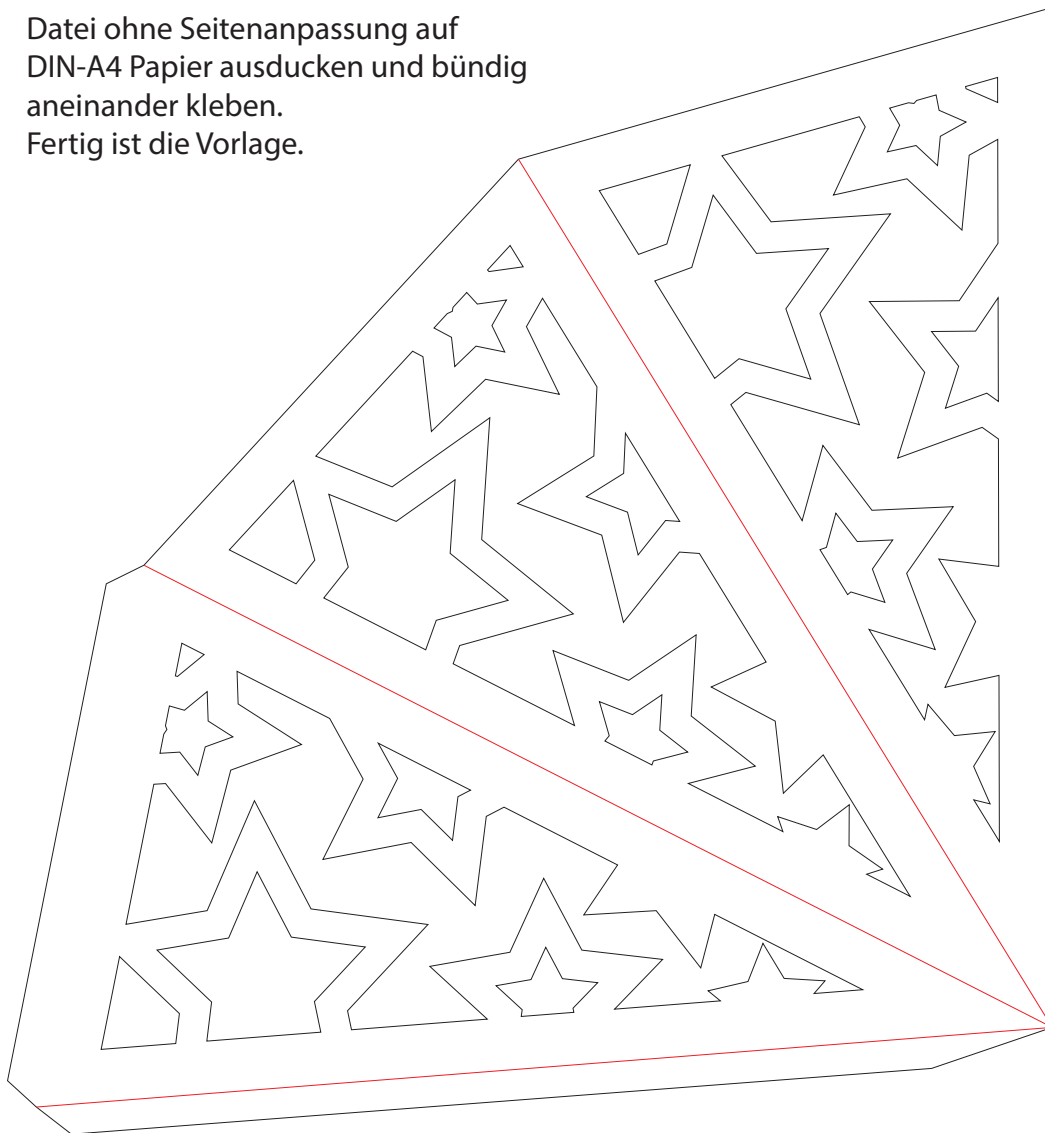 Datei ohne Seitenanpassung auf
DIN-A4 Papier ausducken und bündig
aneinander kleben.
Fertig ist die Vorlage.